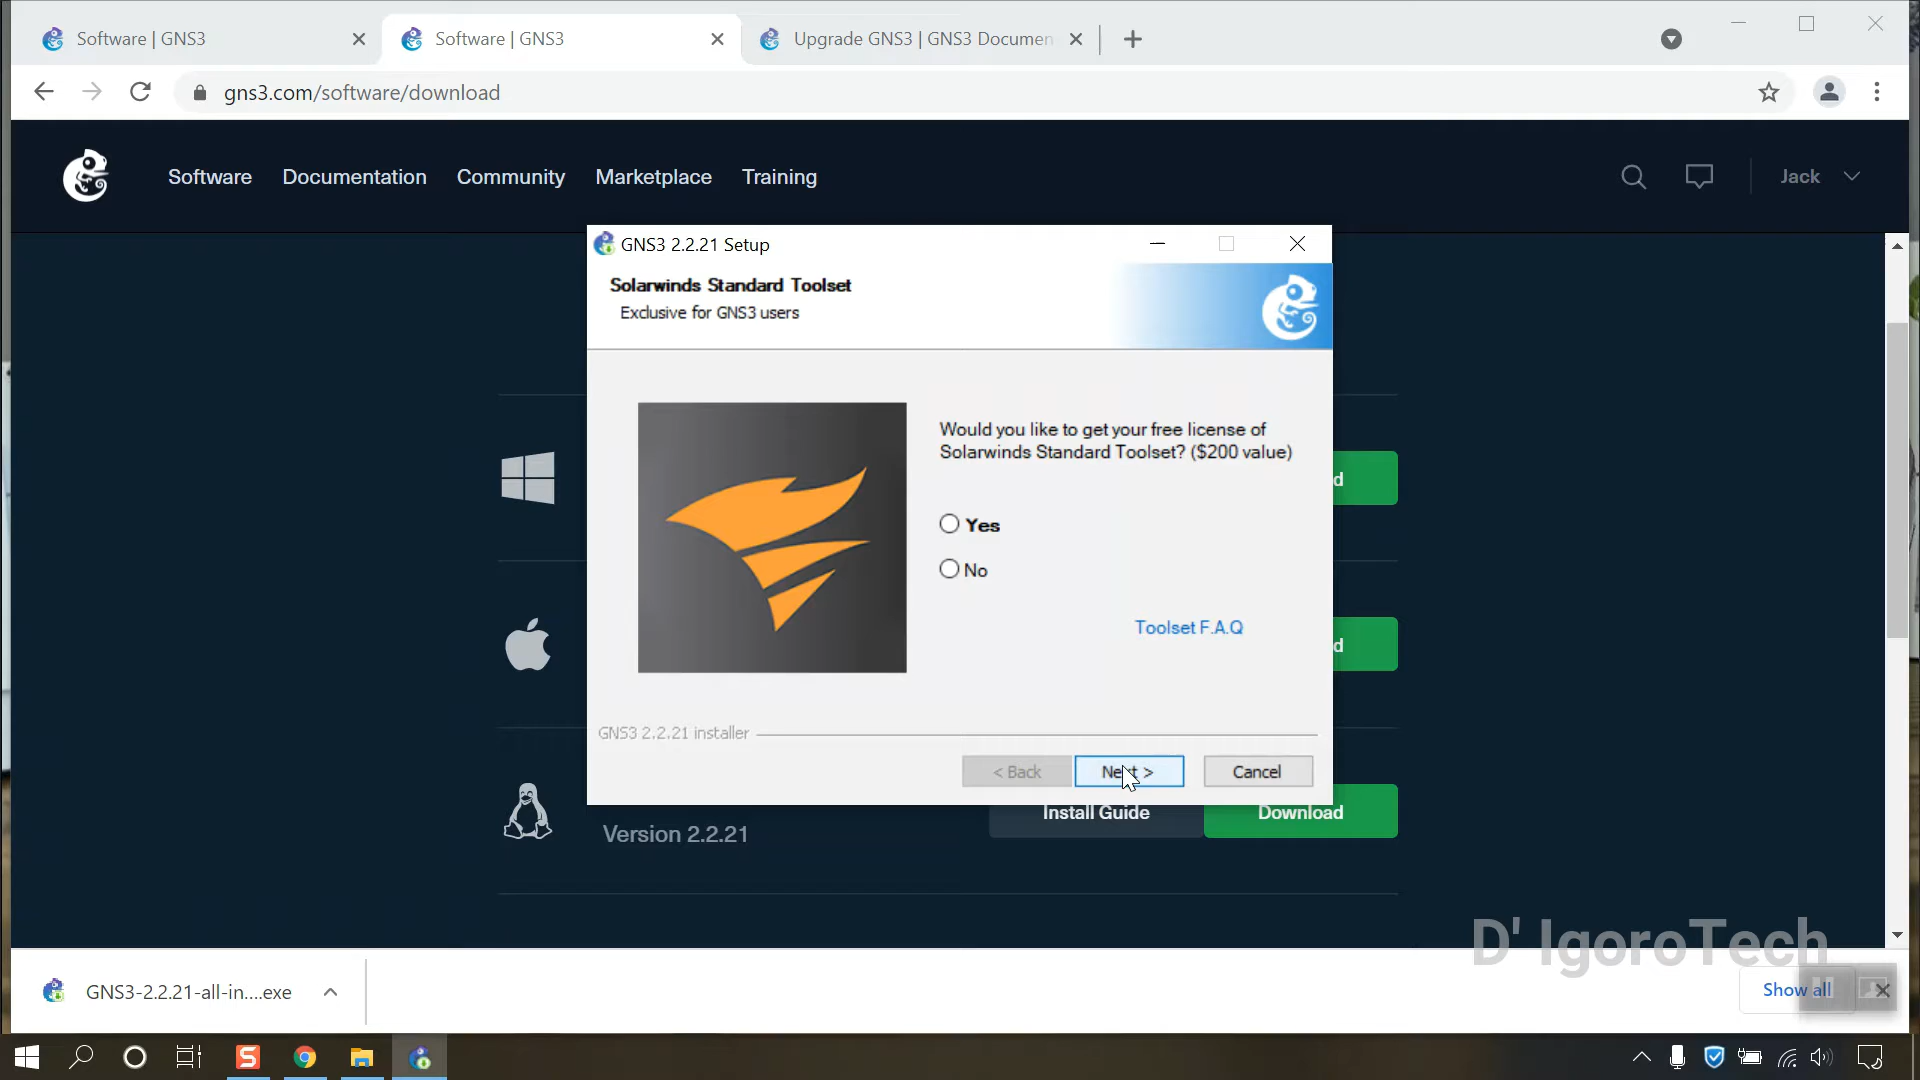 Software | GNS3
Software | GNS3
Upgrade GNS3 | GNS3 Documen
gns3.com/software/download
Software
Documentation
Community
Marketplace
Training
Jack
GNS3 2.2.21 Setup
Solarwinds Standard Toolset
Exclusive for GNS3 users
Would you like to get your free license of
Solarwinds Standard Toolset? ($200 value)
Yes
No
Toolset F.A.Q
GNS3 2.2.21 installer
< Back
Next >
Cancel
d
d
Install Guide
Download
Version 2.2.21
D' IgoroTech
GNS3-2.2.21-all-in....exe
Show all